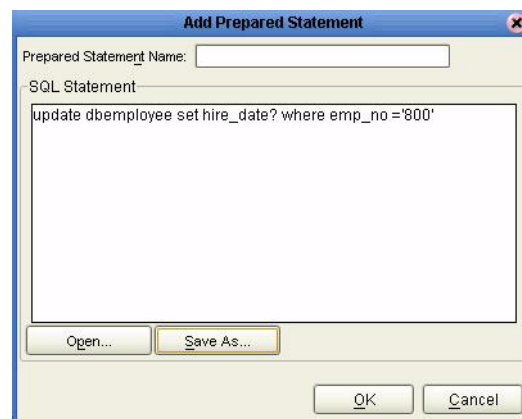 Add Prepared Statement
Prepared Statement Name:
SQL Statement
update dbemployee set hire_date? where emp_no ='800'
Open...
Save As...
OK
Cancel